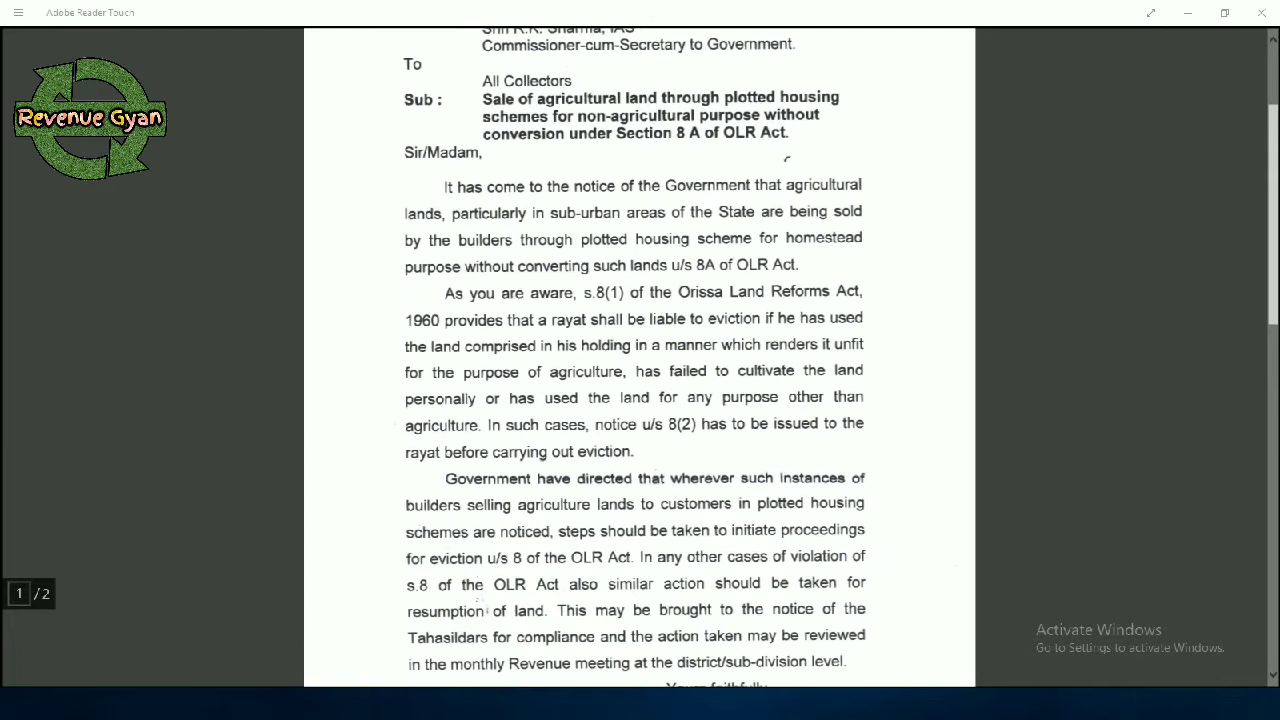 Adobe Reader Touch
Revenue Gyan
Shri R.K. Sharma, IAS
Commissioner-cum-Secretary to Government.
To
All Collectors
Sub : Sale of agricultural land through plotted housing
schemes for non-agricultural purpose without
conversion under Section 8 A of OLR Act.
Sir/Madam,
It has come to the notice of the Government that agricultural
lands, particularly in sub-urban areas of the State are being sold
by the builders through plotted housing scheme for homestead
purpose without converting such lands u/s 8A of OLR Act.
As you are aware, s.8(1) of the Orissa Land Reforms Act,
1960 provides that a rayat shall be liable to eviction if he has used
the land comprised in his holding in a manner which renders it unfit
for the purpose of agriculture, has failed to cultivate the land
personally or has used the land for any purpose other than
agriculture. In such cases, notice u/s 8(2) has to be issued to the
rayat before carrying out eviction.
Government have directed that wherever such instances of
builders selling agriculture lands to customers in plotted housing
schemes are noticed, steps should be taken to initiate proceedings
for eviction u/s 8 of the OLR Act. In any other cases of violation of
s.8 of the OLR Act also similar action should be taken for
resumption of land. This may be brought to the notice of the
Tahasildars for compliance and the action taken may be reviewed
in the monthly Revenue meeting at the district/sub-division level.
Yours faithfully
1 /2
Activate Windows
Go to Settings to activate Windows.